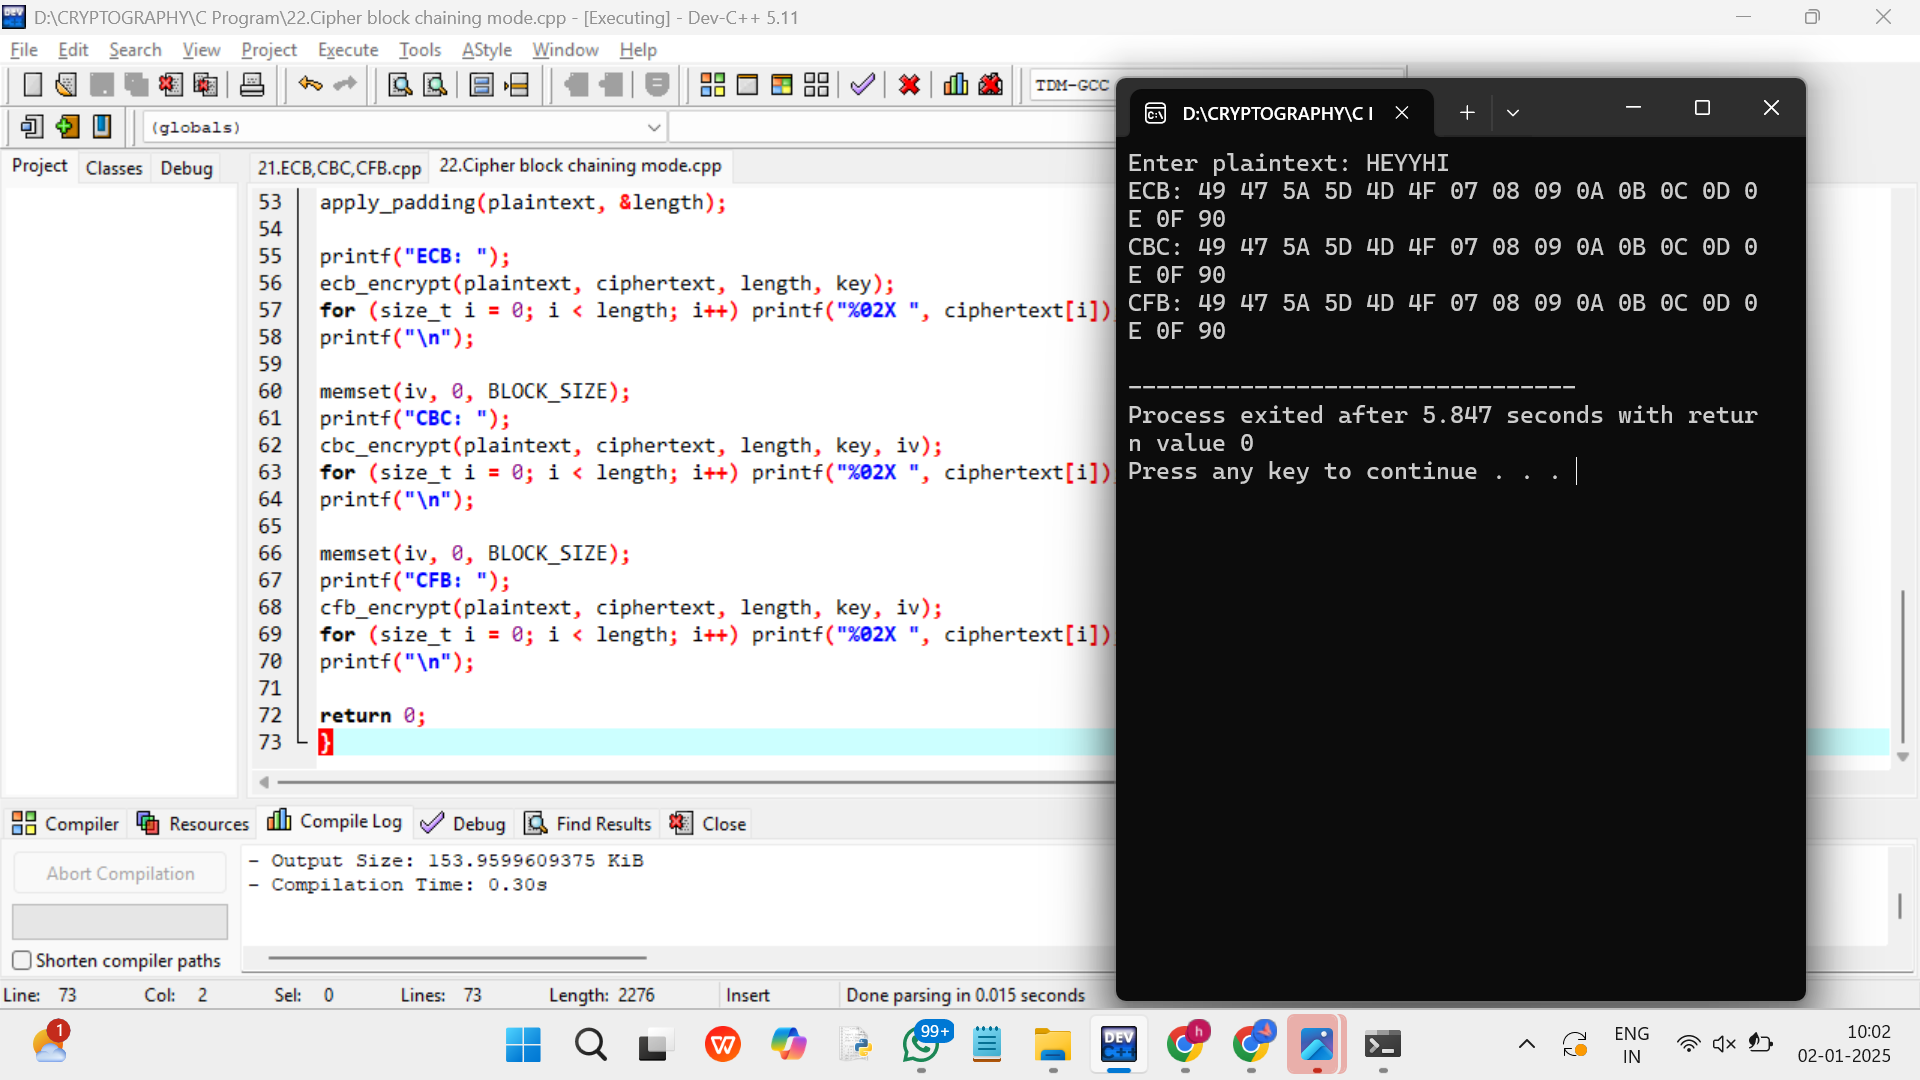 D:\CRYPTOGRAPHY\C Program\22.Cipher block chaining mode.cpp - [Executing] - Dev-C++ 5.11
File Edit Search View Project Execute Tools AStyle Window Help
TDM-GCC
(globals)
Project Classes Debug
21.ECB,CBC,CFB.cpp 22.Cipher block chaining mode.cpp
53 apply_padding(plaintext, &length);
54
55 printf("ECB: ");
56 ecb_encrypt(plaintext, ciphertext, length, key);
57 for (size_t i = 0; i < length; i++) printf("%02X ", ciphertext[i])
58 printf("\n");
59
60 memset(iv, 0, BLOCK_SIZE);
61 printf("CBC: ");
62 cbc_encrypt(plaintext, ciphertext, length, key, iv);
63 for (size_t i = 0; i < length; i++) printf("%02X ", ciphertext[i])
64 printf("\n");
65
66 memset(iv, 0, BLOCK_SIZE);
67 printf("CFB: ");
68 cfb_encrypt(plaintext, ciphertext, length, key, iv);
69 for (size_t i = 0; i < length; i++) printf("%02X ", ciphertext[i])
70 printf("\n");
71
72 return 0;
73 }
D:\CRYPTOGRAPHY\C
Enter plaintext: HEYYHI
ECB: 49 47 5A 5D 4D 4F 07 08 09 0A 0B 0C 0D 0
E 0F 90
CBC: 49 47 5A 5D 4D 4F 07 08 09 0A 0B 0C 0D 0
E 0F 90
CFB: 49 47 5A 5D 4D 4F 07 08 09 0A 0B 0C 0D 0
E 0F 90
--------------------------------
Process exited after 5.847 seconds with retur
n value 0
Press any key to continue . . .
Compiler Resources Compile Log Debug Find Results Close
Abort Compilation
Shorten compiler paths
- Output Size: 153.9599609375 KiB
- Compilation Time: 0.30s
Line: 73 Col: 2 Sel: 0 Lines: 73 Length: 2276 Insert Done parsing in 0.015 seconds
1
W
99+
DEV
C++
h
ENG
IN
10:02
02-01-2025